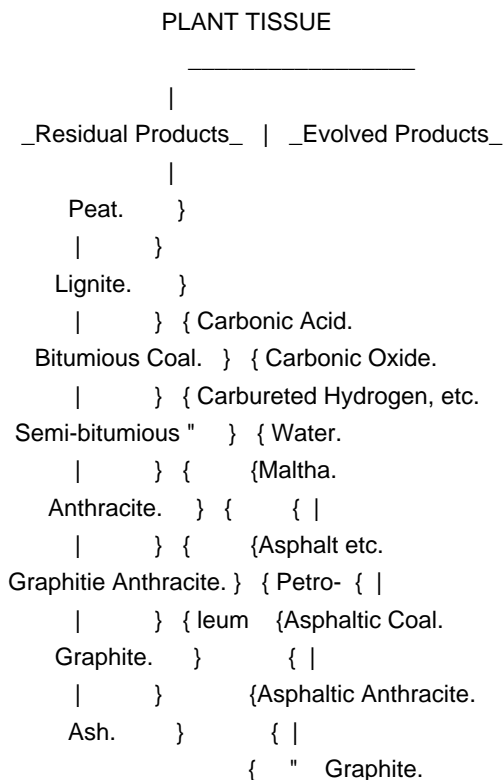 PLANT TISSUE
_________________
|
_Residual Products_ | _Evolved Products_
|
Peat. }
| }
Lignite. }
| } { Carbonic Acid.
Bitumious Coal. } { Carbonic Oxide.
| } { Carbureted Hydrogen, etc.
Semi-bitumious " } { Water.
| } { {Maltha.
Anthracite. } { { |
| } { {Asphalt etc.
Graphitie Anthracite. } { Petro- { |
| } { leum {Asphaltic Coal.
Graphite. } { |
| } {Asphaltic Anthracite.
Ash. } { |
{ " Graphite.